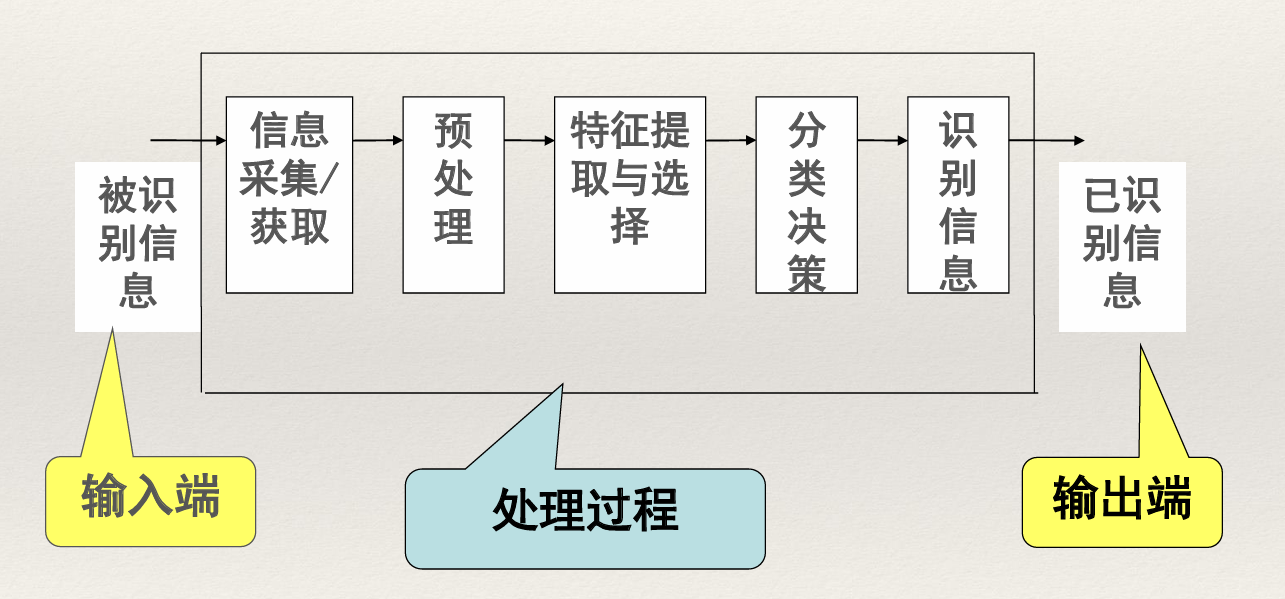 被识
别信
息
信息
采集/
获取
预
处
理
特征提
取与选
择
分
类
决
策
识
别
信
息
已识
别信
息
输入端
处理过程
输出端